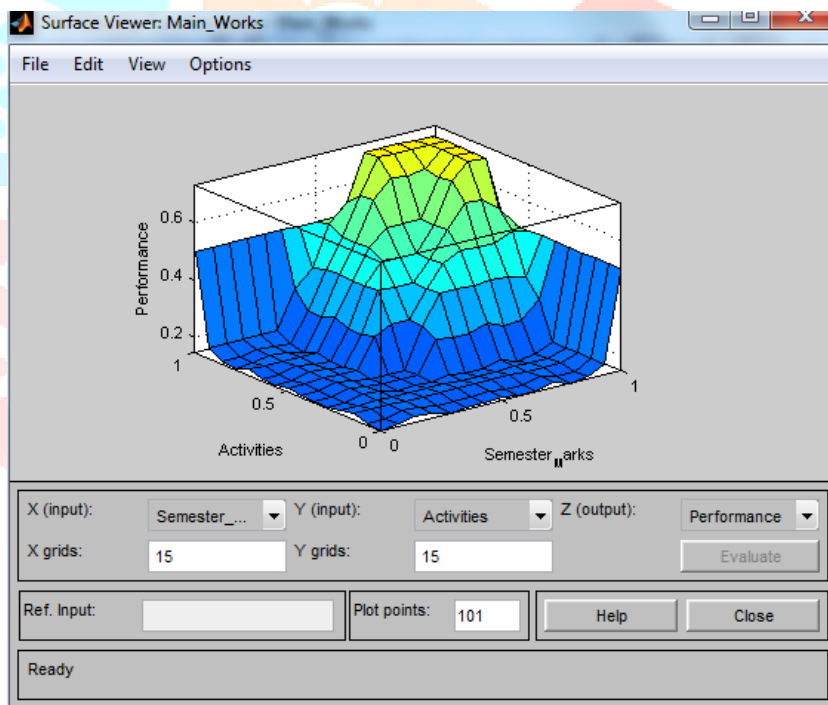 Surface Viewer: Main_Works
File Edit View Options
Performance
0.6
0.4
0.2
1
0.5
0
Activities
0
0.5
1
Semester_Marks
X (input): Semester_... Y (input): Activities Z (output): Performance
X grids: 15 Y grids: 15 Evaluate
Ref. Input: Plot points: 101 Help Close
Ready